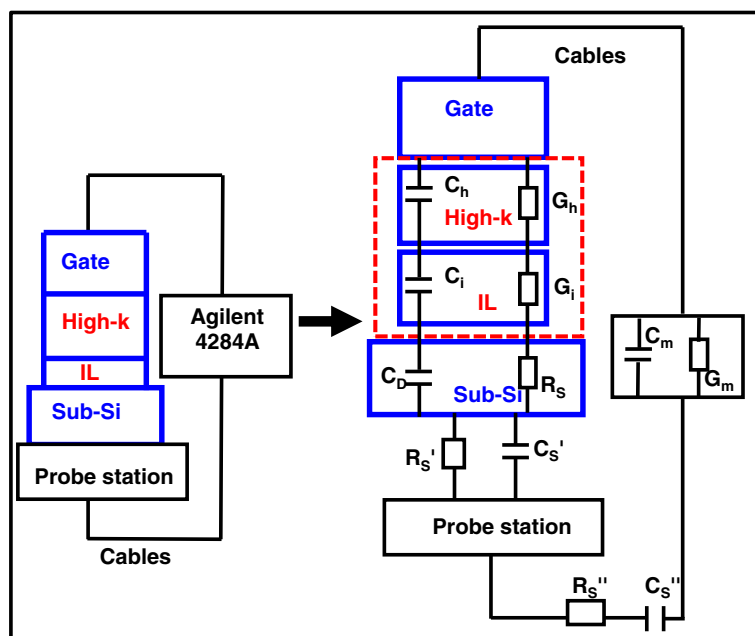 Gate
High-k
IL
Sub-Si
Probe station
Cables
Agilent
4284A
Cables
Gate
C_h
G_h
High-k
C_i
G_i
IL
C_D
R_S
Sub-Si
R_S'
C_S'
Probe station
R_S''
C_S''
C_m
G_m